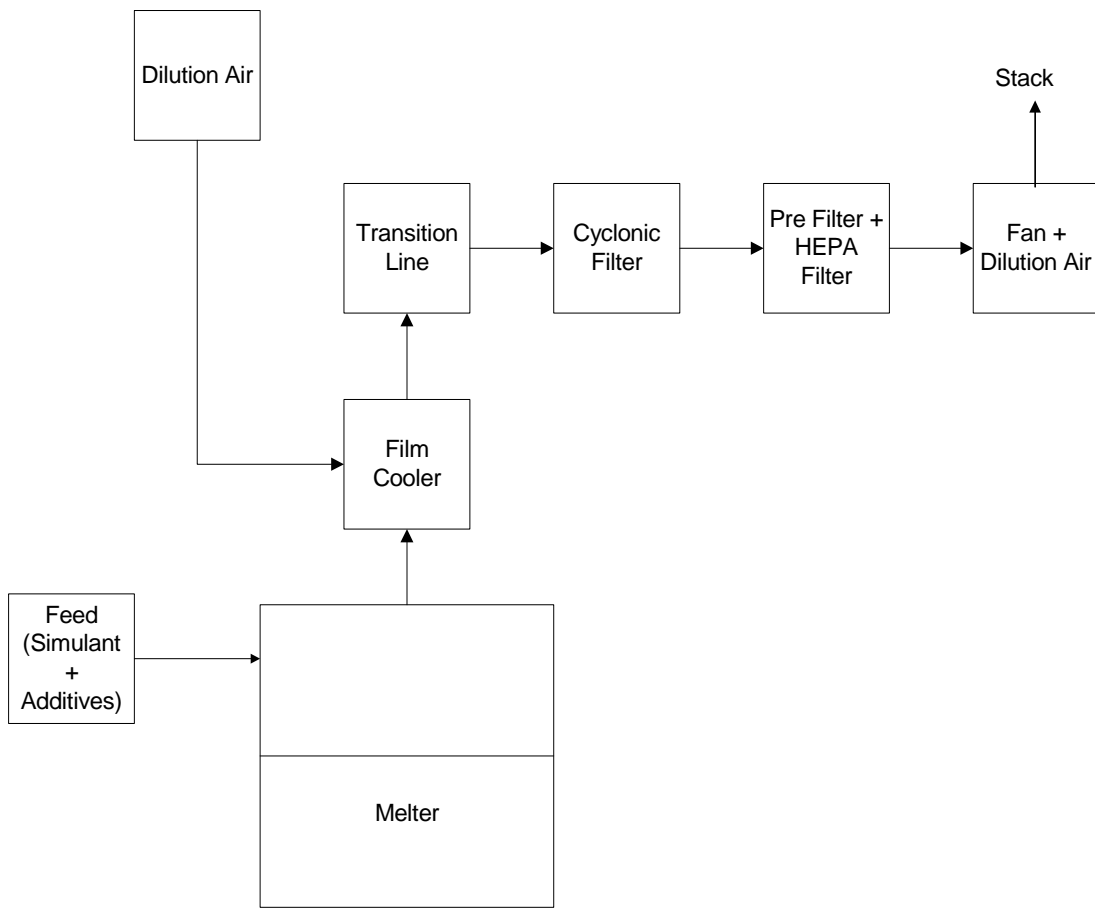 Dilution Air
Stack
Transition
Line
Cyclonic
Filter
Pre Filter +
HEPA
Filter
Fan +
Dilution Air
Film
Cooler
Feed
(Simulant
+
Additives)
Melter